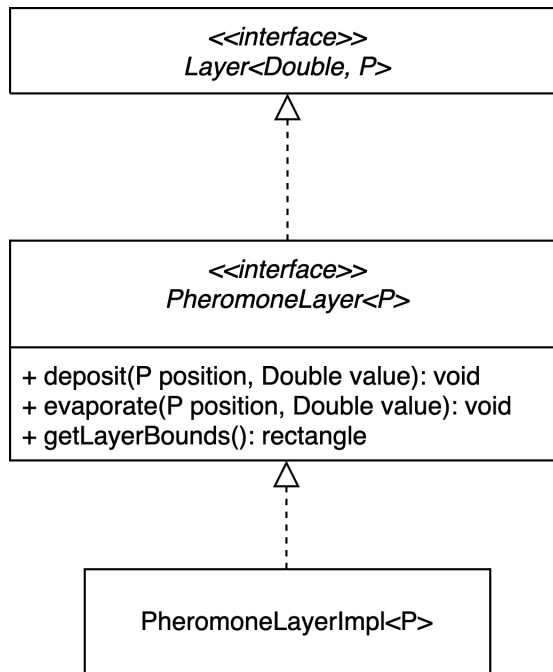 <<interface>>
Layer<Double, P>
<<interface>>
PheromoneLayer<P>
+ deposit(P position, Double value): void
+ evaporate(P position, Double value): void
+ getLayerBounds(): rectangle
PheromoneLayerImpl<P>